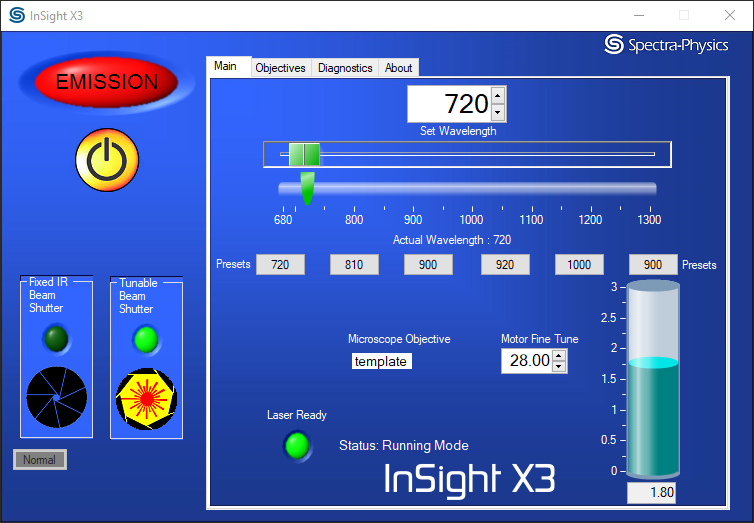 InSight X3
Spectra-Physics
EMISSION
Main
Objectives
Diagnostics
About
720
Set Wavelength
680 800 900 1000 1100 1200 1300
Actual Wavelength : 720
Presets 720 810 900 920 1000 900 Presets
Fixed IR
Beam
Shutter
Tunable
Beam
Shutter
Normal
Microscope Objective
template
Motor Fine Tune
28.00
3
2.5
2
1.5
1
0.5
0
1.80
Laser Ready
Status: Running Mode
InSight X3